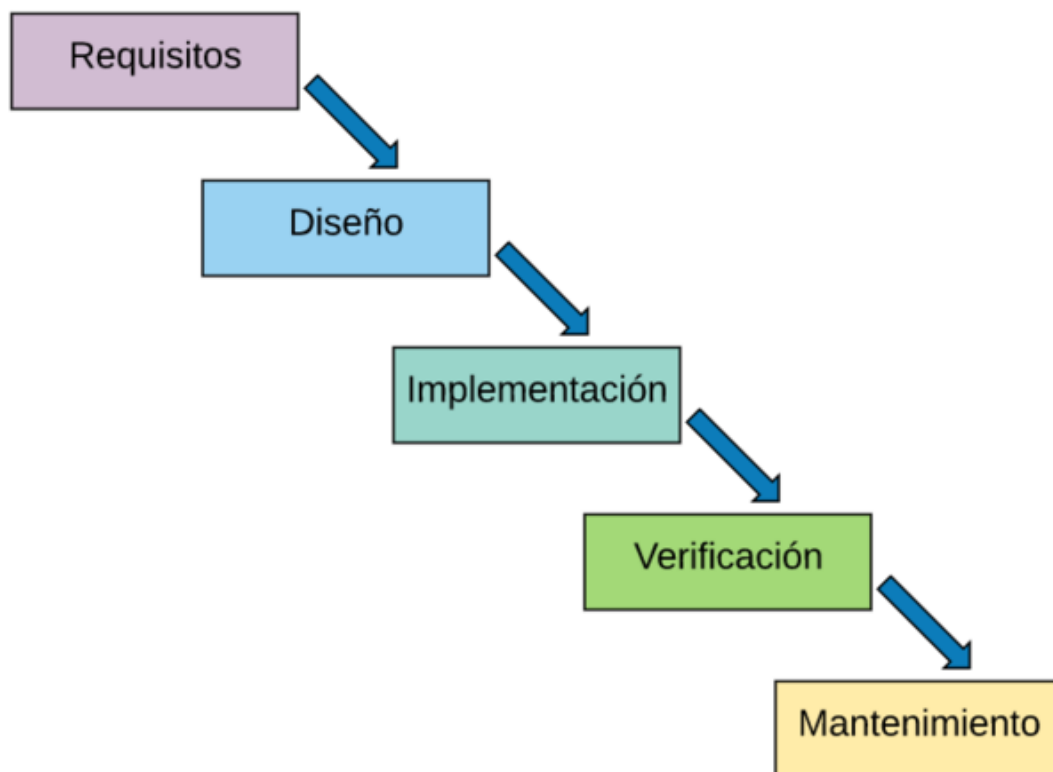 Requisitos
Diseño
Implementación
Verificación
Mantenimiento